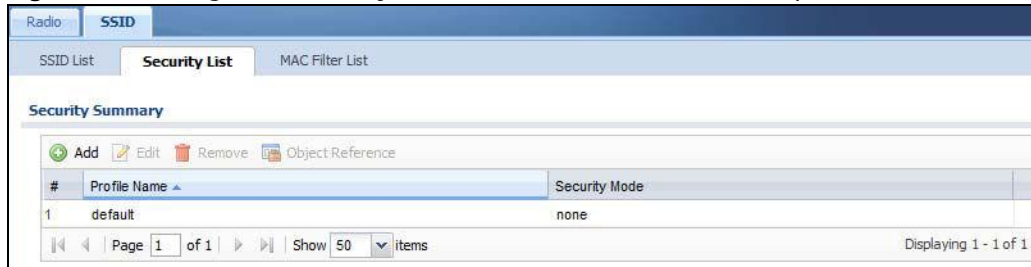 Radio SSID
SSID List Security List MAC Filter List
Security Summary
Add Edit Remove Object Reference
# Profile Name Security Mode
1 default none
Page 1 of 1 Show 50 items Displaying 1 - 1 of 1